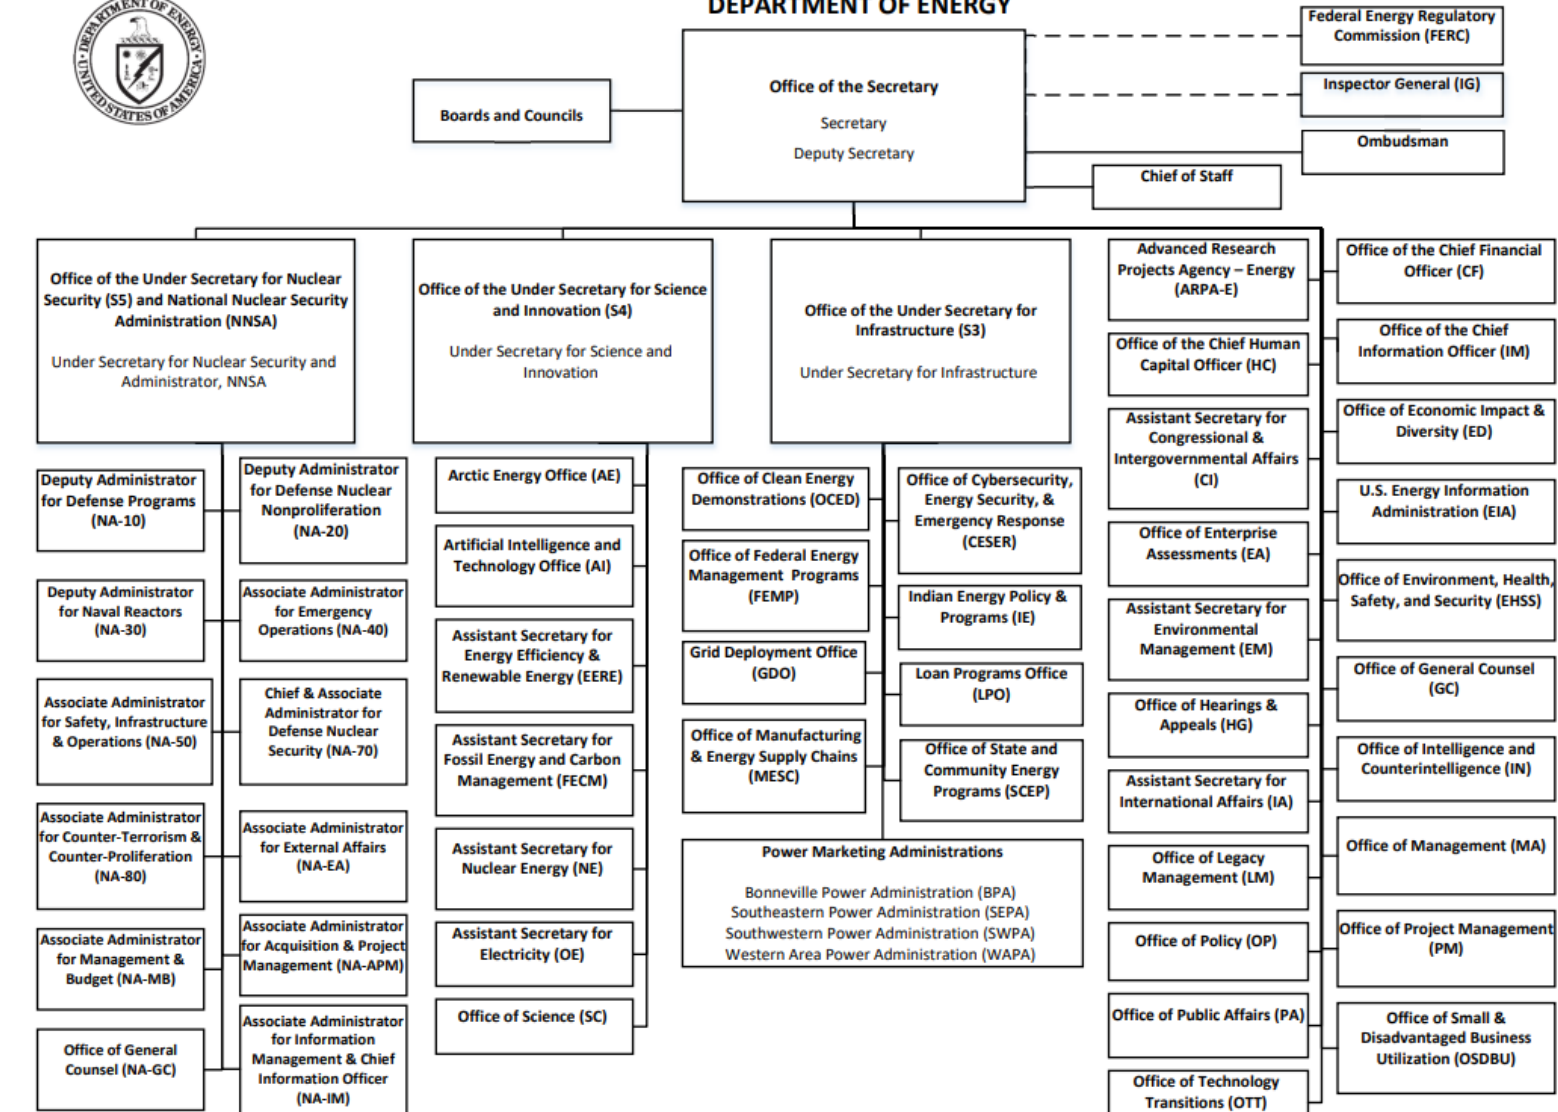 DEPARTMENT OF ENERGY
UNITED STATES OF AMERICA
DEPARTMENT OF ENERGY
Federal Energy Regulatory
Commission (FERC)
Inspector General (IG)
Ombudsman
Chief of Staff
Boards and Councils
Office of the Secretary
Secretary
Deputy Secretary
Office of the Under Secretary for Nuclear
Security (S5) and National Nuclear Security
Administration (NNSA)
Under Secretary for Nuclear Security and
Administrator, NNSA
Office of the Under Secretary for Science
and Innovation (S4)
Under Secretary for Science and
Innovation
Office of the Under Secretary for
Infrastructure (S3)
Under Secretary for Infrastructure
Deputy Administrator
for Defense Programs
(NA-10)
Deputy Administrator
for Defense Nuclear
Nonproliferation
(NA-20)
Deputy Administrator
for Naval Reactors
(NA-30)
Associate Administrator
for Emergency
Operations (NA-40)
Associate Administrator
for Safety, Infrastructure
& Operations (NA-50)
Chief & Associate
Administrator for
Defense Nuclear
Security (NA-70)
Associate Administrator
for Counter-Terrorism &
Counter-Proliferation
(NA-80)
Associate Administrator
for External Affairs
(NA-EA)
Associate Administrator
for Management &
Budget (NA-MB)
Associate Administrator
for Acquisition & Project
Management (NA-APM)
Office of General
Counsel (NA-GC)
Associate Administrator
for Information
Management & Chief
Information Officer
(NA-IM)
Arctic Energy Office (AE)
Artificial Intelligence and
Technology Office (AI)
Assistant Secretary for
Energy Efficiency &
Renewable Energy (EERE)
Assistant Secretary for
Fossil Energy and Carbon
Management (FECM)
Assistant Secretary for
Nuclear Energy (NE)
Assistant Secretary for
Electricity (OE)
Office of Science (SC)
Office of Clean Energy
Demonstrations (OCED)
Office of Cybersecurity,
Energy Security, &
Emergency Response
(CESER)
Office of Federal Energy
Management Programs
(FEMP)
Indian Energy Policy &
Programs (IE)
Grid Deployment Office
(GDO)
Loan Programs Office
(LPO)
Office of Manufacturing
& Energy Supply Chains
(MESC)
Office of State and
Community Energy
Programs (SCEP)
Power Marketing Administrations
Bonneville Power Administration (BPA)
Southeastern Power Administration (SEPA)
Southwestern Power Administration (SWPA)
Western Area Power Administration (WAPA)
Advanced Research
Projects Agency – Energy
(ARPA-E)
Office of the Chief Financial
Officer (CF)
Office of the Chief Human
Capital Officer (HC)
Office of the Chief
Information Officer (IM)
Assistant Secretary for
Congressional &
Intergovernmental Affairs
(CI)
Office of Economic Impact &
Diversity (ED)
U.S. Energy Information
Administration (EIA)
Office of Enterprise
Assessments (EA)
Office of Environment, Health,
Safety, and Security (EHSS)
Assistant Secretary for
Environmental
Management (EM)
Office of General Counsel
(GC)
Office of Hearings &
Appeals (HG)
Office of Intelligence and
Counterintelligence (IN)
Assistant Secretary for
International Affairs (IA)
Office of Management (MA)
Office of Legacy
Management (LM)
Office of Policy (OP)
Office of Project Management
(PM)
Office of Public Affairs (PA)
Office of Small &
Disadvantaged Business
Utilization (OSDBU)
Office of Technology
Transitions (OTT)